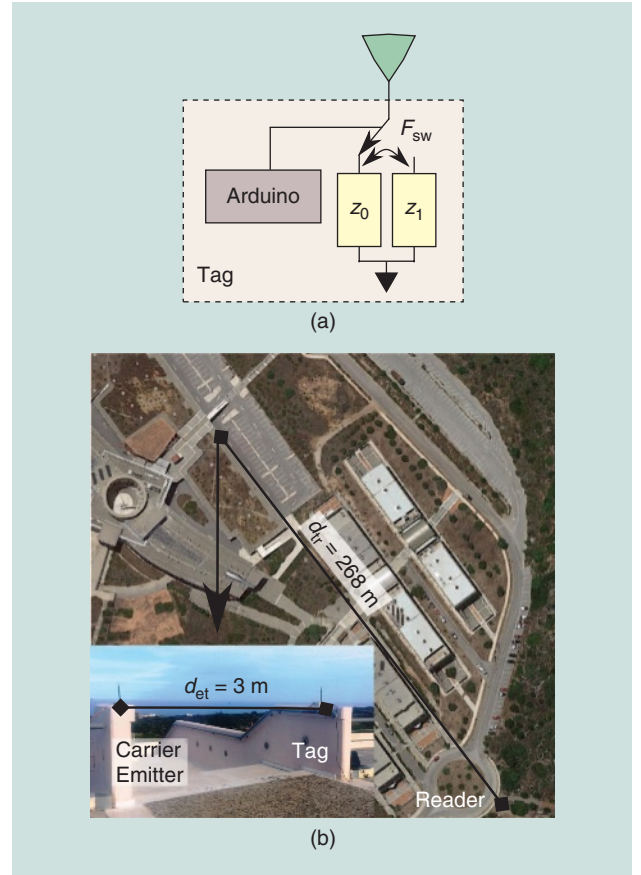 F_sw
Arduino
z_0
z_1
Tag
(a)
d_tr = 268 m
d_et = 3 m
Carrier
Emitter
Tag
Reader
(b)